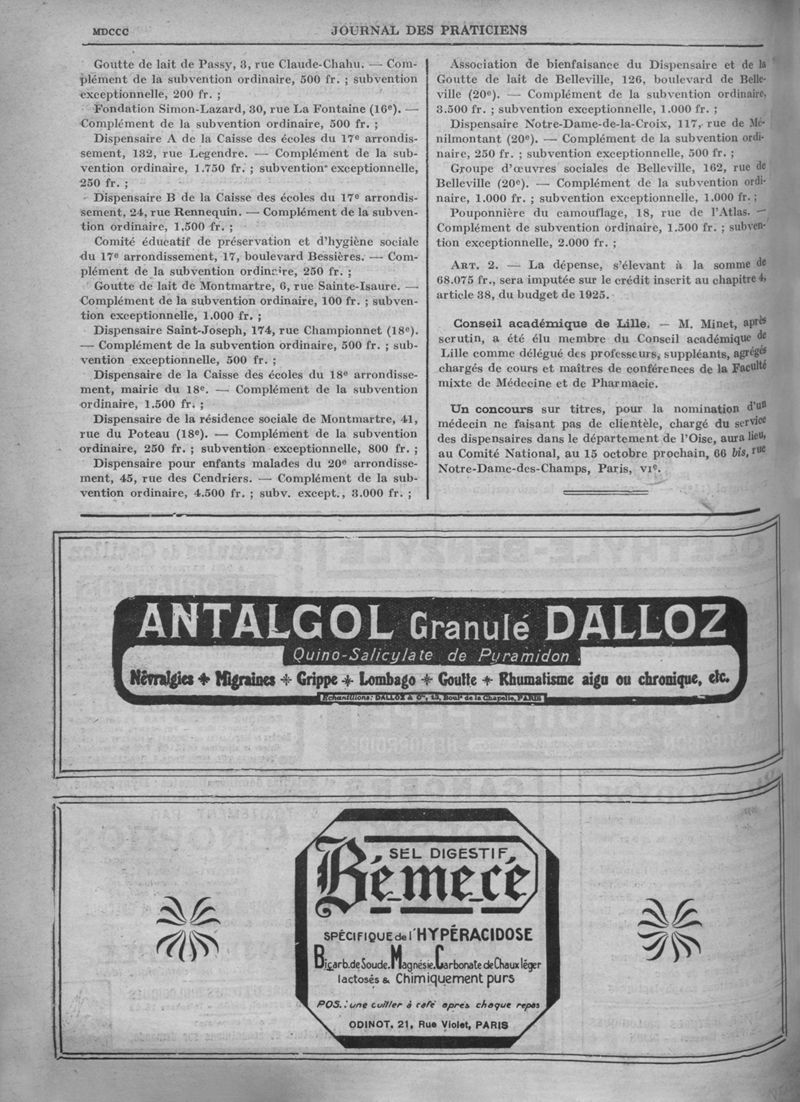 MDCCC
JOURNAL DES PRATICIENS
Goutte de lait de Passy, 3, rue Claude-Chahu. — Com-
plément de la subvention ordinaire, 500 fr. ; subvention
exceptionnelle, 200 fr. ;
Fondation Simon-Lazard, 30, rue La Fontaine (16e). —
Complément de la subvention ordinaire, 500 fr. ;
Dispensaire A de la Caisse des écoles du 17e arrondis-
sement, 132, rue Legendre. — Complément de la sub-
vention ordinaire, 1.750 fr. ; subvention exceptionnelle,
250 fr. ;
Dispensaire B de la Caisse des écoles du 17e arrondis-
sement, 24, rue Rennequin. — Complément de la subven-
tion ordinaire, 1.500 fr. ;
Comité éducatif de préservation et d'hygiène sociale
du 17e arrondissement, 17, boulevard Bessières. — Com-
plément de la subvention ordinaire, 250 fr. ;
Goutte de lait de Montmartre, 6, rue Sainte-Isaure. —
Complément de la subvention ordinaire, 100 fr. ; subven-
tion exceptionnelle, 1.000 fr. ;
Dispensaire Saint-Joseph, 174, rue Championnet (18e).
— Complément de la subvention ordinaire, 500 fr. ; sub-
vention exceptionnelle, 500 fr. ;
Dispensaire de la Caisse des écoles du 18e arrondisse-
ment, mairie du 18e. — Complément de la subvention
ordinaire, 1.500 fr. ;
Dispensaire de la résidence sociale de Montmartre, 41,
rue du Poteau (18e). — Complément de la subvention
ordinaire, 250 fr. ; subvention exceptionnelle, 800 fr. ;
Dispensaire pour enfants malades du 20e arrondisse-
ment, 45, rue des Cendriers. — Complément de la sub-
vention ordinaire, 4.500 fr. ; subv. except., 3.000 fr. ;
Association de bienfaisance du Dispensaire et de la
Goutte de lait de Belleville, 126, boulevard de Belle-
ville (20e). — Complément de la subvention ordinaire,
3.500 fr. ; subvention exceptionnelle, 1.000 fr. ;
Dispensaire Notre-Dame-de-la-Croix, 117, rue de Mé-
nilmontant (20e). — Complément de la subvention ordi-
naire, 250 fr. ; subvention exceptionnelle, 500 fr. ;
Groupe d'œuvres sociales de Belleville, 162, rue de
Belleville (20e). — Complément de la subvention ordi-
naire, 1.000 fr. ; subvention exceptionnelle, 1.000 fr. ;
Pouponnière du camouflage, 18, rue de l'Atlas. —
Complément de subvention ordinaire, 1.500 fr. ; subven-
tion exceptionnelle, 2.000 fr. ;
ART. 2. — La dépense, s'élevant à la somme de
68.075 fr., sera imputée sur le crédit inscrit au chapitre 4,
article 38, du budget de 1925.
Conseil académique de Lille. — M. Minet, après
scrutin, a été élu membre du Conseil académique de
Lille comme délégué des professeurs, suppléants, agrégés
chargés de cours et maîtres de conférences de la Faculté
mixte de Médecine et de Pharmacie.
Un concours sur titres, pour la nomination d'un
médecin ne faisant pas de clientèle, chargé du service
des dispensaires dans le département de l'Oise, aura lieu,
au Comité National, au 15 octobre prochain, 66 bis, rue
Notre-Dame-des-Champs, Paris, VIe.
ANTALGOL Granulé DALLOZ
Quino-Salicylate de Pyramidon
Névralgies + Migraines + Grippe + Lombago + Goutte + Rhumatisme aigu ou chronique, etc.
Echantillons: DALLOZ & Cie, 13, Boul.d de la Chapelle, PARIS
SEL DIGESTIF
Bé-me-cé
SPÉCIFIQUE de l'HYPÉRACIDOSE
Bicarb. de Soude. Magnésie. Carbonate de Chaux léger
lactosés & Chimiquement purs
POS.: une cuiller à café après chaque repas
ODINOT, 21, Rue Violet, PARIS